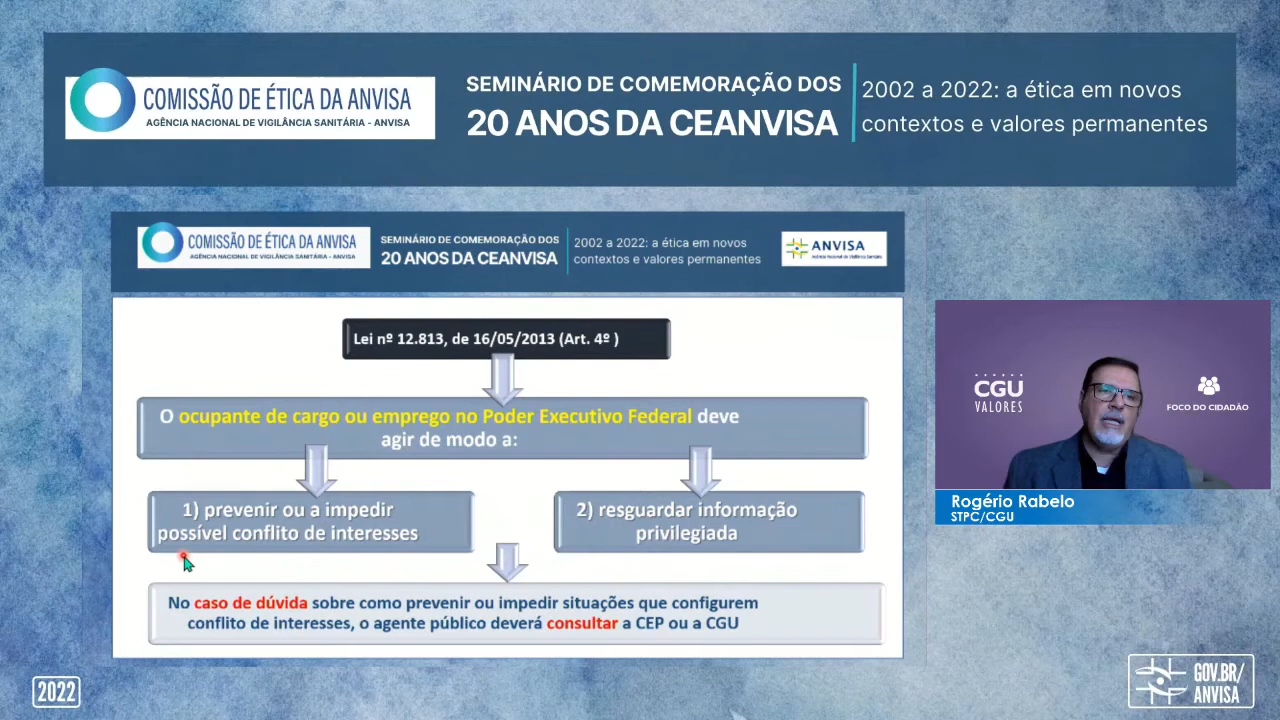 COMISSÃO DE ÉTICA DA ANVISA
AGÊNCIA NACIONAL DE VIGILÂNCIA SANITÁRIA - ANVISA
SEMINÁRIO DE COMEMORAÇÃO DOS
20 ANOS DA CEANVISA
2002 a 2022: a ética em novos
contextos e valores permanentes
COMISSÃO DE ÉTICA DA ANVISA
AGÊNCIA NACIONAL DE VIGILÂNCIA SANITÁRIA - ANVISA
SEMINÁRIO DE COMEMORAÇÃO DOS
20 ANOS DA CEANVISA
2002 a 2022: a ética em novos
contextos e valores permanentes
ANVISA
Agência Nacional de Vigilância Sanitária
Lei nº 12.813, de 16/05/2013 (Art. 4º )
O ocupante de cargo ou emprego no Poder Executivo Federal deve
agir de modo a:
1) prevenir ou a impedir
possível conflito de interesses
2) resguardar informação
privilegiada
No caso de dúvida sobre como prevenir ou impedir situações que configurem
conflito de interesses, o agente público deverá consultar a CEP ou a CGU
CGU
VALORES
FOCO DO CIDADÃO
Rogério Rabelo
STPC/CGU
2022
GOV.BR/
ANVISA